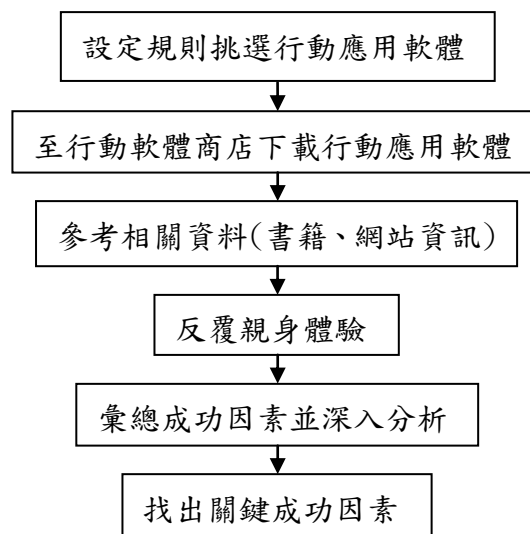 設定規則挑選行動應用軟體
至行動軟體商店下載行動應用軟體
參考相關資料(書籍、網站資訊)
反覆親身體驗
彙總成功因素並深入分析
找出關鍵成功因素